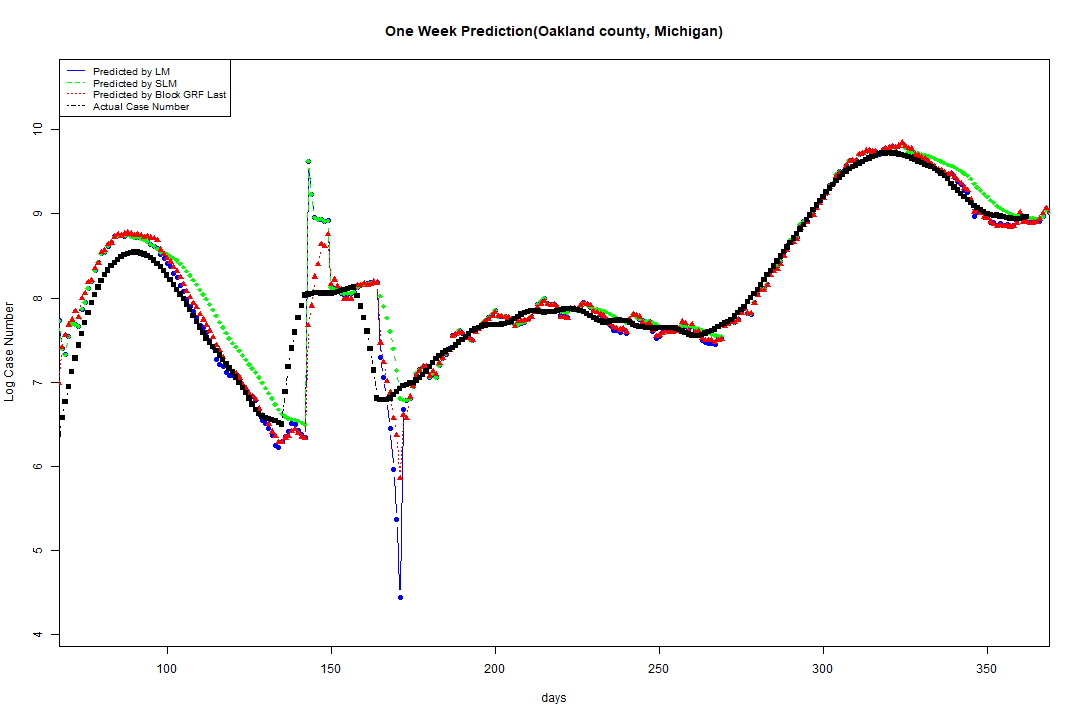 One Week Prediction(Oakland county, Michigan)
Predicted by LM
Predicted by SLM
Predicted by Block GRF Last
Actual Case Number
10
9
8
7
6
5
4
Log Case Number
100 150 200 250 300 350
days